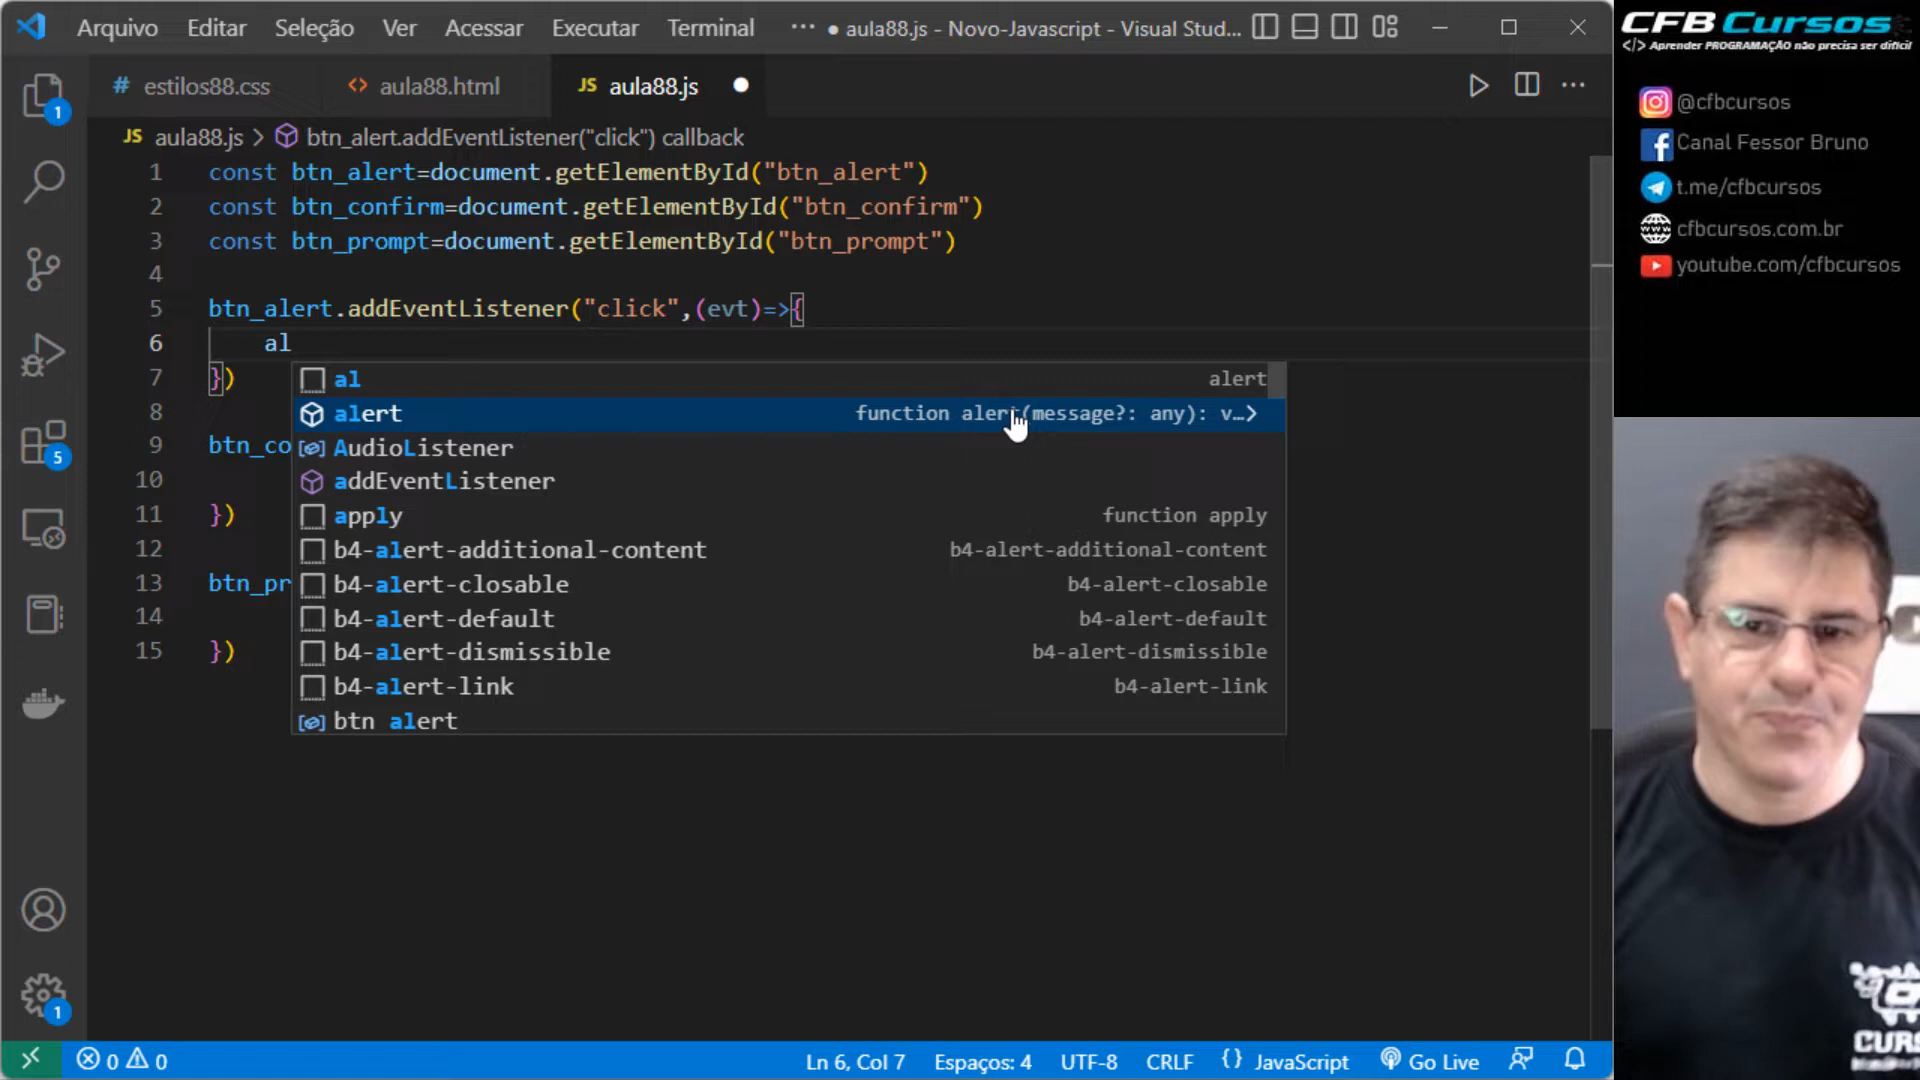 Arquivo Editar Seleção Ver Acessar Executar Terminal ··· ● aula88.js - Novo-Javascript - Visual Stud...
# estilos88.css <> aula88.html JS aula88.js ●
JS aula88.js > btn_alert.addEventListener("click") callback
1 const btn_alert=document.getElementById("btn_alert")
2 const btn_confirm=document.getElementById("btn_confirm")
3 const btn_prompt=document.getElementById("btn_prompt")
4
5 btn_alert.addEventListener("click",(evt)=>{
6 al
7 })
al alert
8
alert function alert(message?: any): v…>
9 btn_co
AudioListener
10
addEventListener
11 })
apply function apply
12
b4-alert-additional-content b4-alert-additional-content
13 btn_pr
b4-alert-closable b4-alert-closable
14
b4-alert-default b4-alert-default
15 })
b4-alert-dismissible b4-alert-dismissible
b4-alert-link b4-alert-link
btn alert
1
5
1
0 0
Ln 6, Col 7 Espaços: 4 UTF-8 CRLF {} JavaScript Go Live
CFB Cursos
</> Aprender PROGRAMAÇÃO não precisa ser difícil
@cfbcursos
Canal Fessor Bruno
t.me/cfbcursos
cfbcursos.com.br
youtube.com/cfbcursos